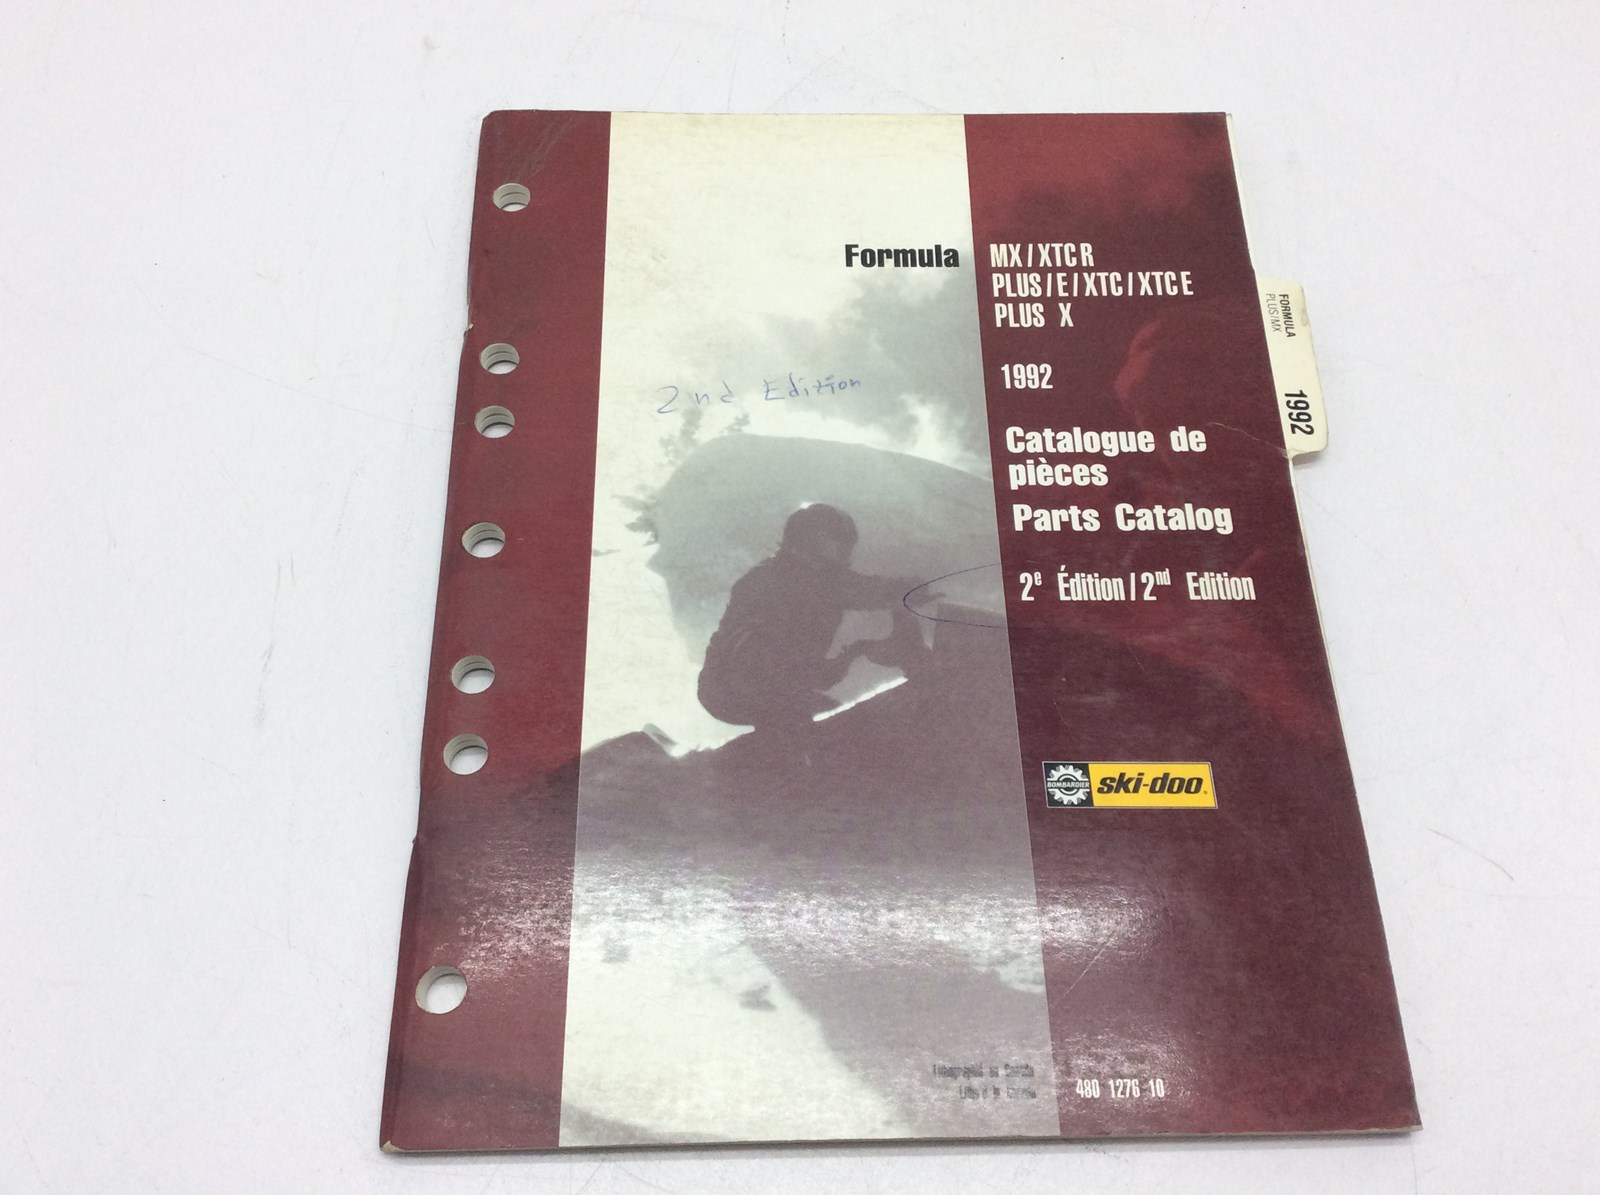 Formula MX/XTC R
PLUS/E/XTC/XTC E
PLUS X
1992
2nd Edition
Catalogue de
pièces
Parts Catalog
2e Édition/2nd Edition
BOMBARDIER ski-doo®
480 1276 10
FORMULA
PLUS/MX
1992